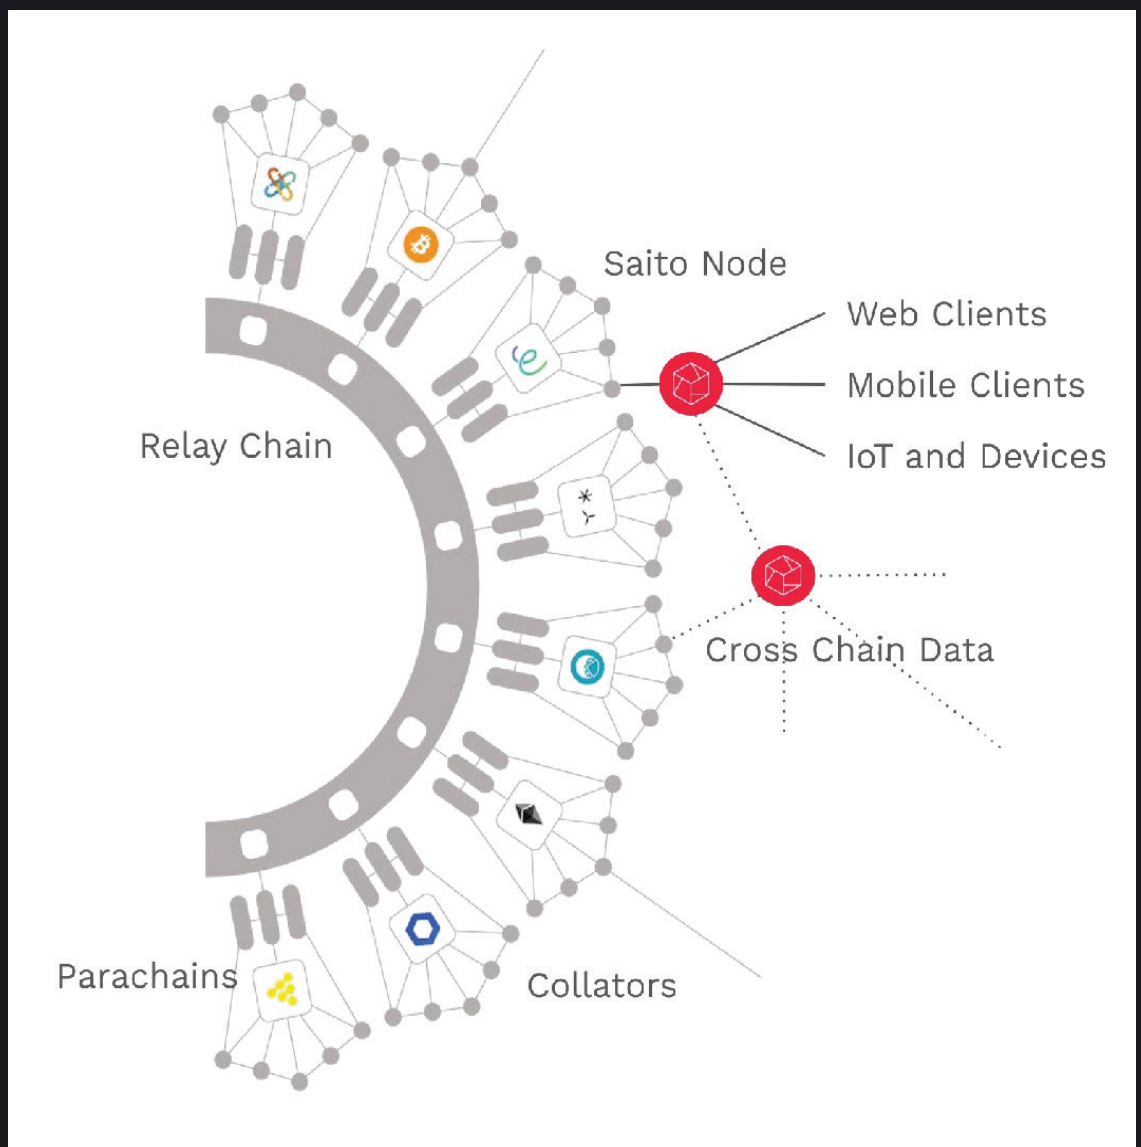 Saito Node
Web Clients
Mobile Clients
IoT and Devices
Relay Chain
Cross Chain Data
Parachains
Collators